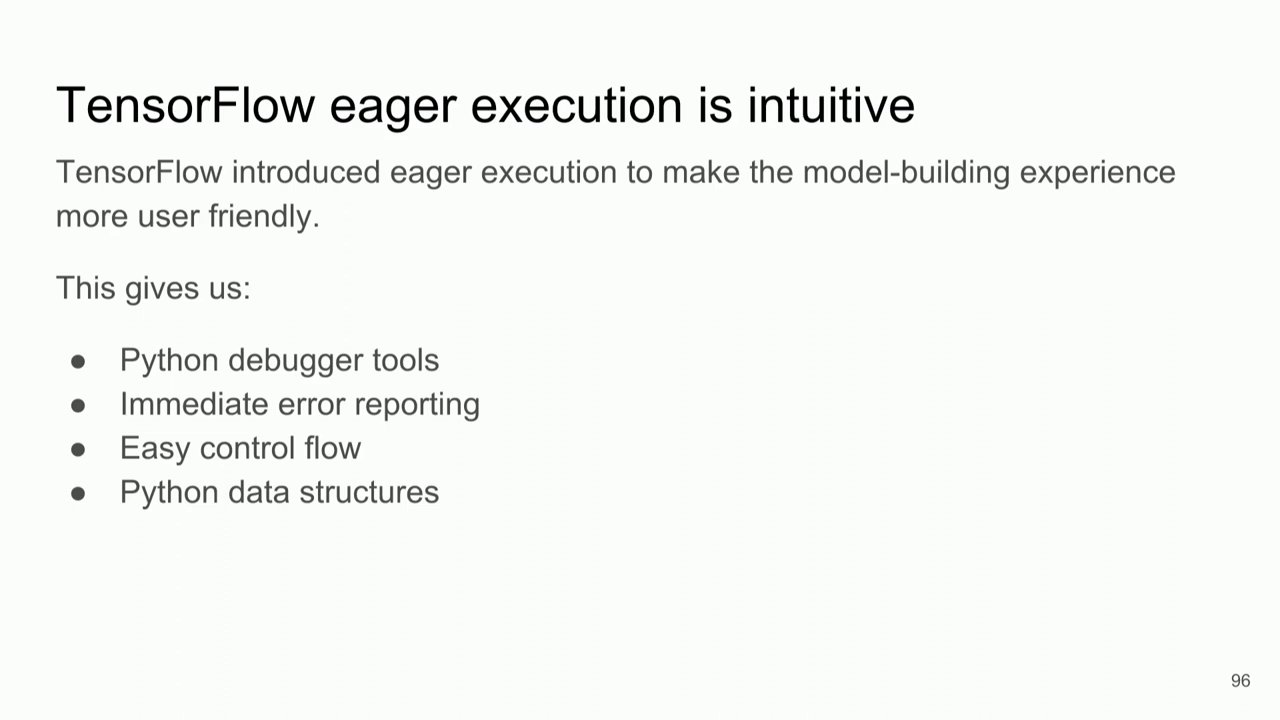 TensorFlow eager execution is intuitive
TensorFlow introduced eager execution to make the model-building experience
more user friendly.
This gives us:
● Python debugger tools
● Immediate error reporting
● Easy control flow
● Python data structures
96